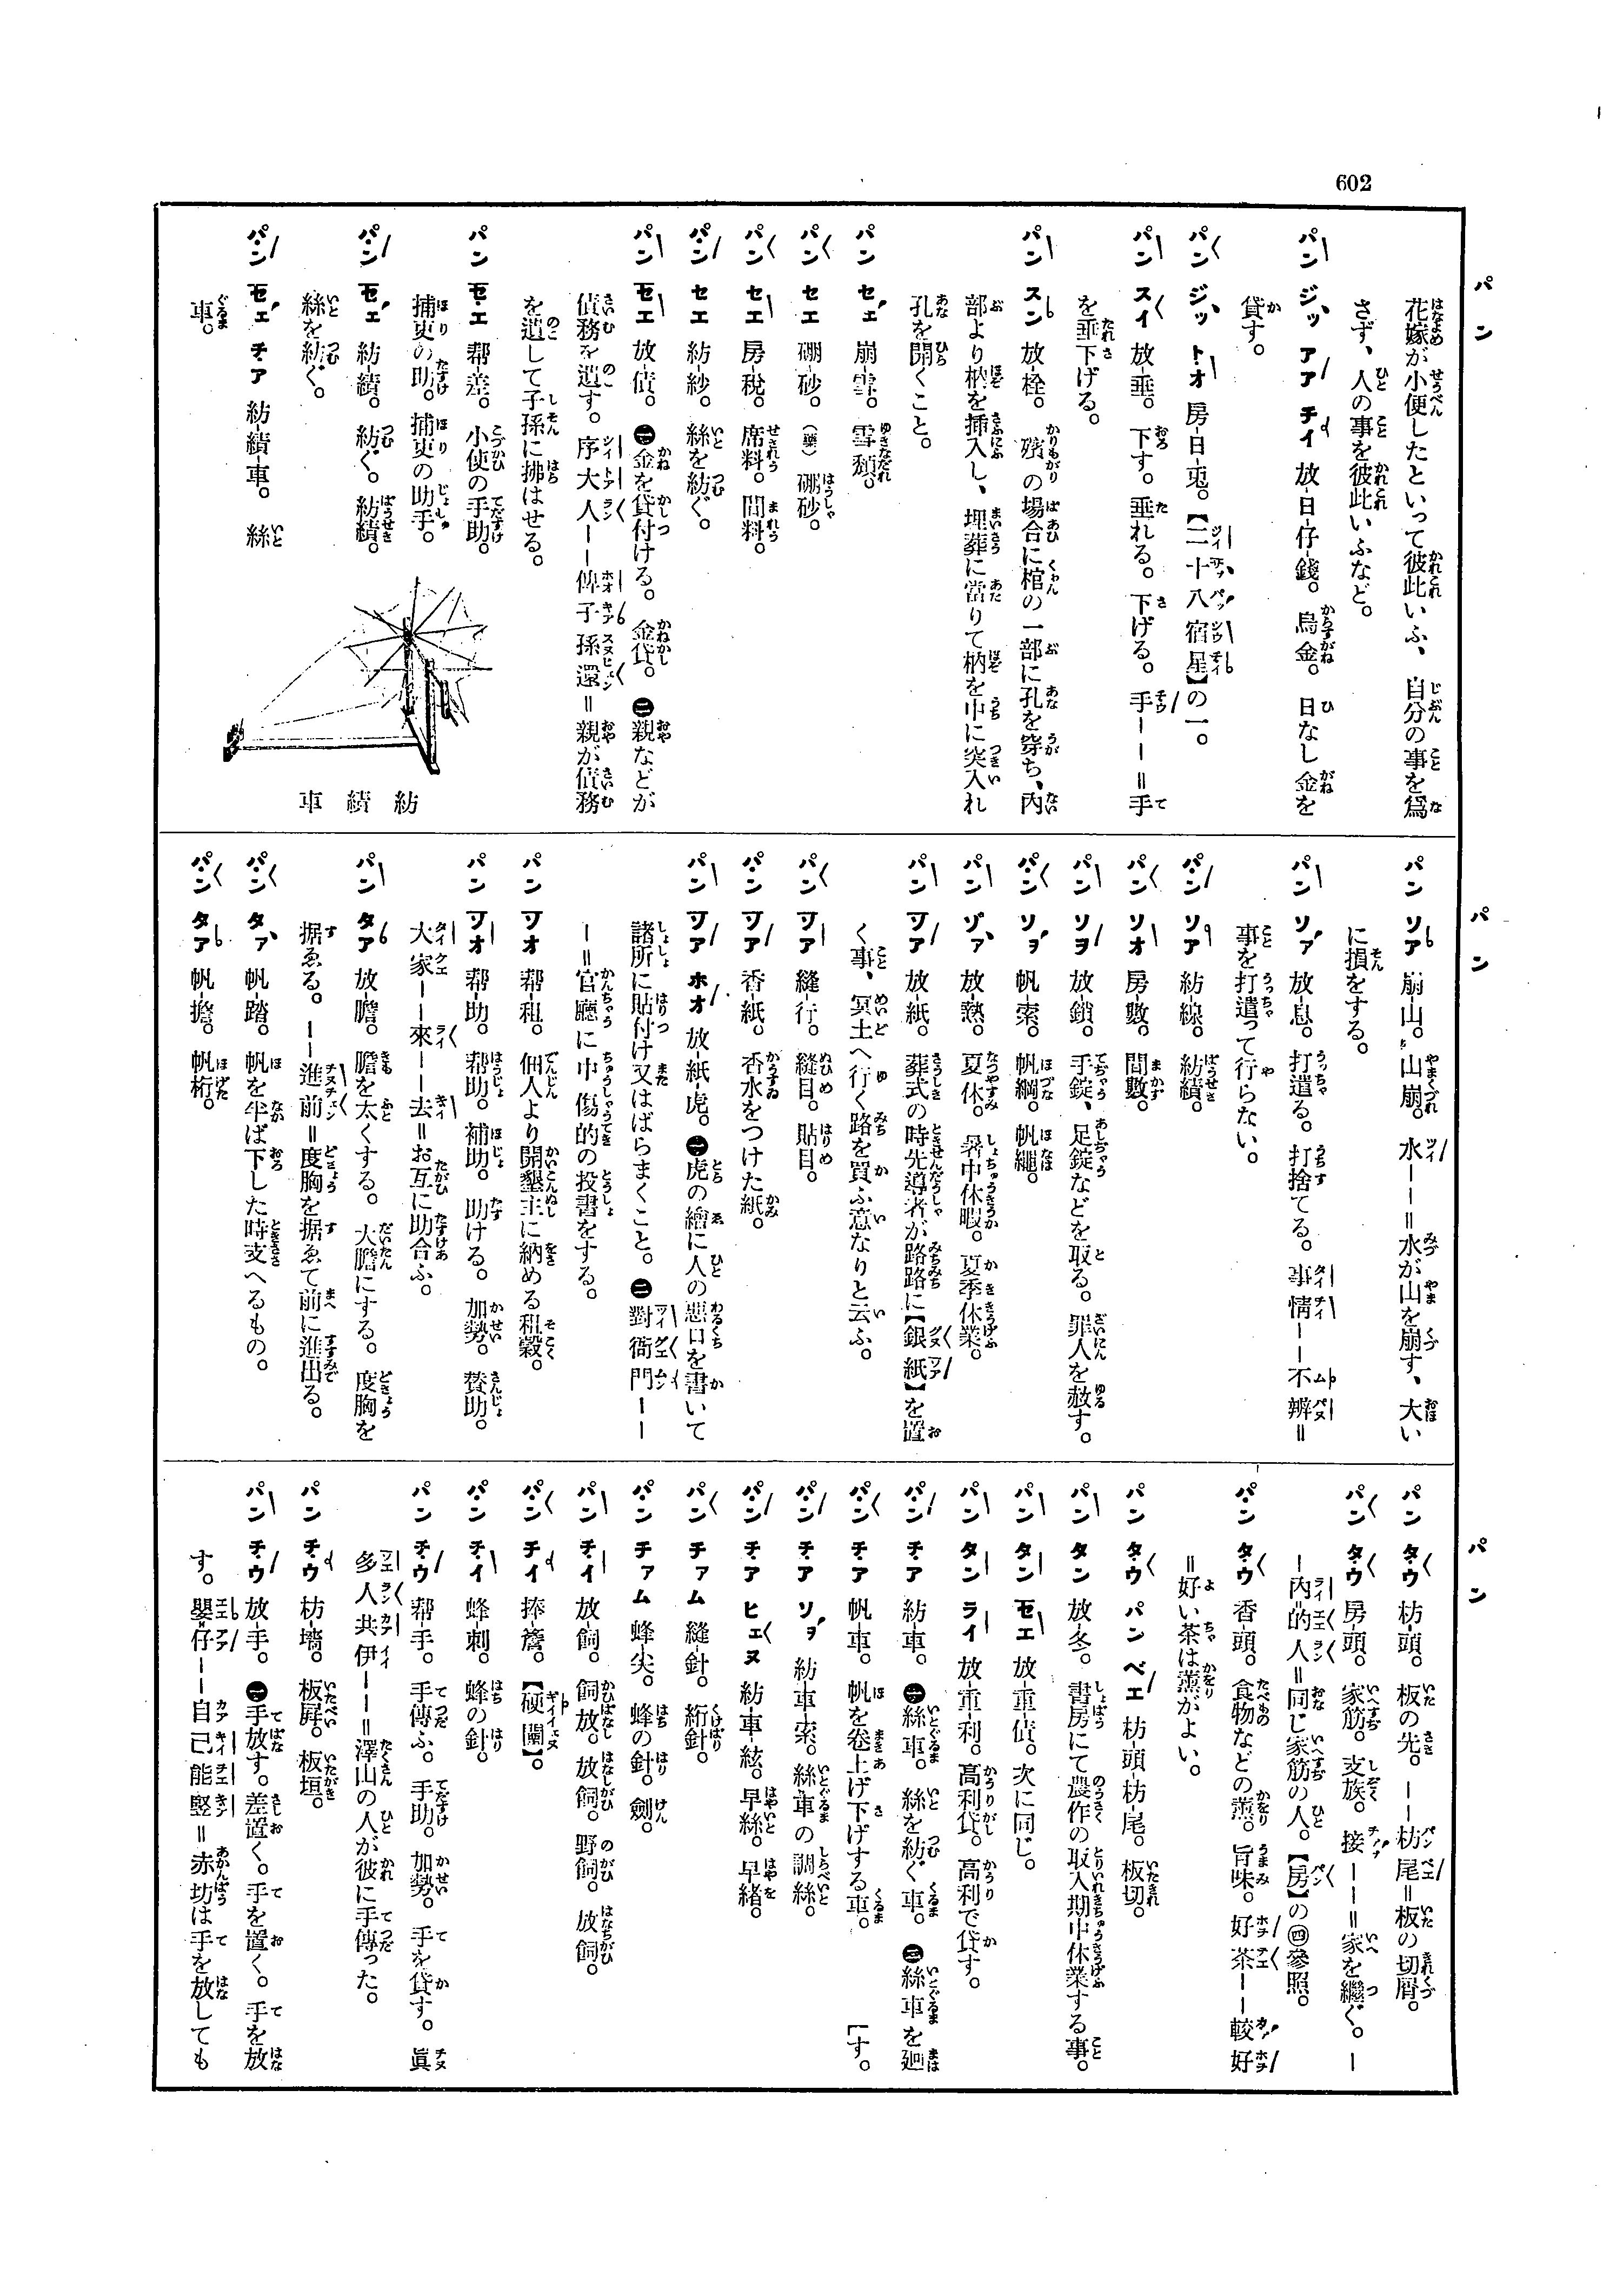 602
パン
花嫁が小便したといって彼此いふ、自分の事を爲
さず、人の事を彼此いふなど。
パン ジッ アア チイ 放-日-仔-錢。烏金。日なし金を
貸す。
パン ジッ トオ 房-日-兎。【二十八宿星】の一。
パン スイ 放-垂。下す。垂れる。下げる。手——＝手
を垂下げる。
パン スン 放-栓。殯の場合に棺の一部に孔を穿ち、内
部より枘を挿入し、埋葬に當りて枘を中に突入れ
孔を開くこと。
パン セェ 崩-雪。雪頽。
パン セエ 硼-砂。(藥) 硼砂。
パン セエ 房-稅。席料。間料。
パン セエ 紡-紗。絲を紡ぐ。
パン セエ 放-債。㊀金を貸付ける。金貸。㊁親などが
債務を遺す。序大人——俾子孫還＝親が債務
を遺して子孫に拂はせる。
パン セエ 帮-差。小使の手助。
捕吏の助。捕吏の助手。
パン セェ 紡-績。紡ぐ。紡績。
絲を紡ぐ。
パン セェ チア 紡績-車。絲
車。
紡績車
パン
パン ソア 崩-山。山崩。水——＝水が山を崩す、大い
に損をする。
パン ソァ 放-息。打遣る。打捨てる。事情——不辨＝
事を打遣って行らない。
パン ソア 紡-線。紡績。
パン ソオ 房-數。間數。
パン ソヲ 放-鎖。手錠、足錠などを取る。罪人を赦す。
パン ソヲ 帆-索。帆綱。帆繩。
パン ゾァ 放-熱。夏休。暑中休暇。夏季休業。
パン ツア 放-紙。葬式の時先導者が路路に【銀紙】を置
く事、冥土へ行く路を買ふ意なりと云ふ。
パン ツア 縫-行。縫目。貼目。
パン ツア 香-紙。香水をつけた紙。
パン ツア ホオ 放-紙-虎。㊀虎の繪に人の惡口を書いて
諸所に貼付け又はばらまくこと。㊁對衙門——
—＝官廳に中傷的の投書をする。
パン ツオ 帮-租。佃人より開墾主に納める租穀。
パン ツオ 帮-助。帮助。補助。助ける。加勢。賛助。
大家——來——去＝お互に助合ふ。
パン タア 放-膽。膽を太くする。大膽にする。度胸を
据ゑる。——進前＝度胸を据ゑて前に進出る。
パン タァ 帆-踏。帆を半ば下した時支へるもの。
パン タア 帆-擔。帆桁。
パン
パン タウ 枋-頭。板の先。——枋尾＝板の切屑。
パン タウ 房-頭。家筋。支族。接——＝家を繼ぐ。—
—內的人＝同じ家筋の人。【房】の㊃參照。
パン タウ 香-頭。食物などの薰。旨味。好茶——較好
＝好い茶は薰がよい。
パン タウ パン ベエ 枋-頭-枋-尾。板切。
パン タン 放-冬。書房にて農作の取入期中休業する事。
パン タン セエ 放-重-債。次に同じ。
パン タン ライ 放-重-利。高利貸。高利で貸す。
パン チア 紡-車。㊀絲車。絲を紡ぐ車。㊁絲車を廻
[す。
パン チア 帆-車。帆を卷上げ下げする車。
パン チア ソヲ 紡-車-索。絲車の調絲。
パン チア ヒェヌ 紡-車-絃。早絲。早緒。
パン チァム 縫-針。絎針。
パン チァム 蜂-尖。蜂の針。劍。
パン チイ 放-飼。飼放。放飼。野飼。放飼。
パン チイ 捧-簷。【硬闈】。
パン チイ 蜂-刺。蜂の針。
パン チウ 帮-手。手傳ふ。手助。加勢。手を貸す。眞
多人共伊——＝澤山の人が彼に手傳った。
パン チウ 枋-墻。板屛。板垣。
パン チウ 放-手。㊀手放す。差置く。手を置く。手を放
す。嬰仔——自己能竪＝赤坊は手を放しても